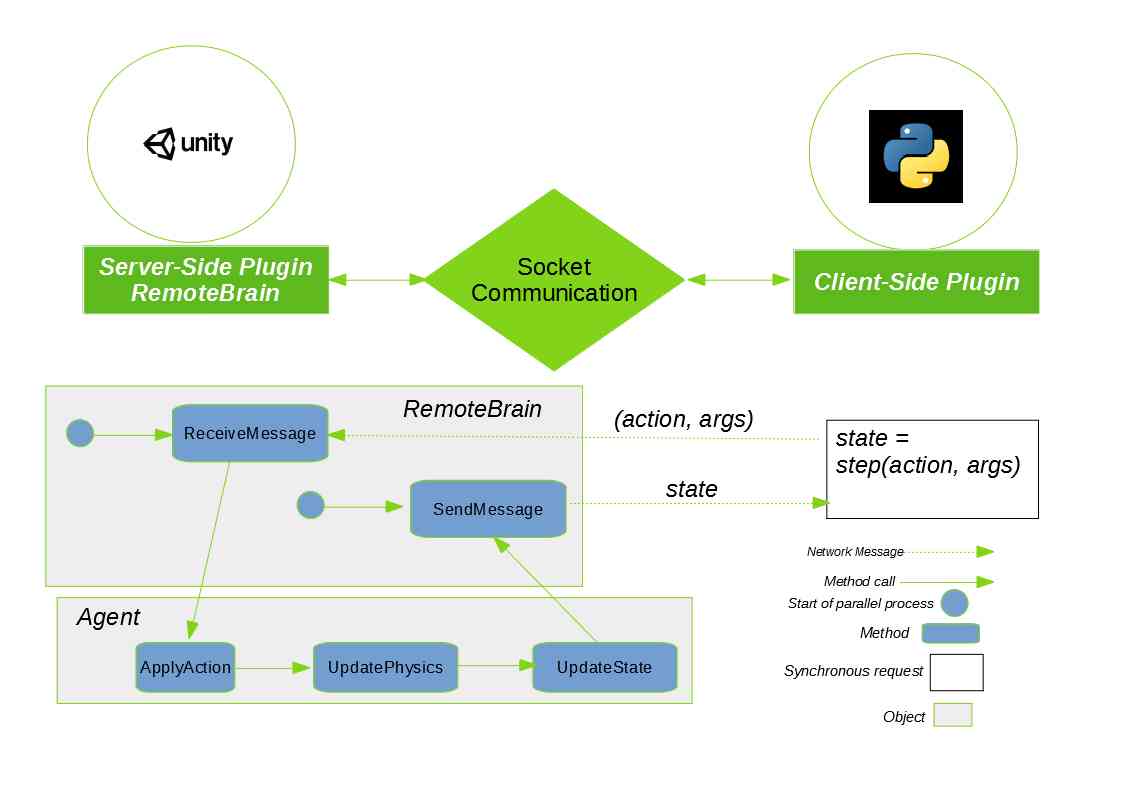 unity
Server-Side Plugin
RemoteBrain
Socket
Communication
Client-Side Plugin
RemoteBrain
ReceiveMessage
SendMessage
(action, args)
state
state =
step(action, args)
Agent
ApplyAction
UpdatePhysics
UpdateState
Network Message
Method call
Start of parallel process
Method
Synchronous request
Object